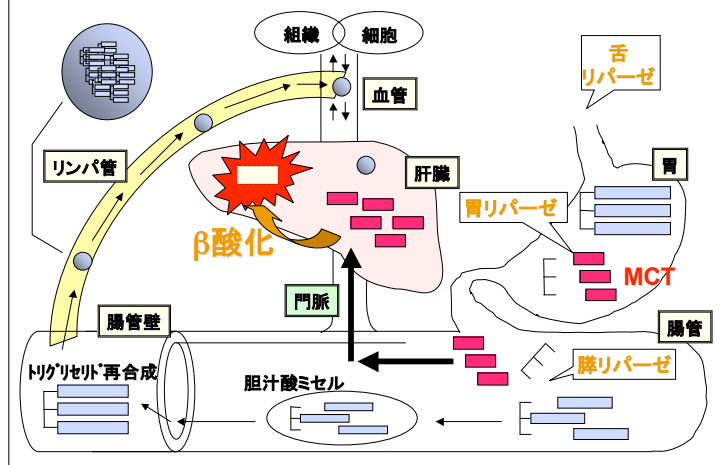 組織
細胞
舌
リパーゼ
血管
リンパ管
肝臓
胃
胃リパーゼ
β酸化
MCT
門脈
腸管壁
腸管
膵リパーゼ
ﾄﾘｸﾞﾘｾﾘﾄﾞ再合成
胆汁酸ミセル